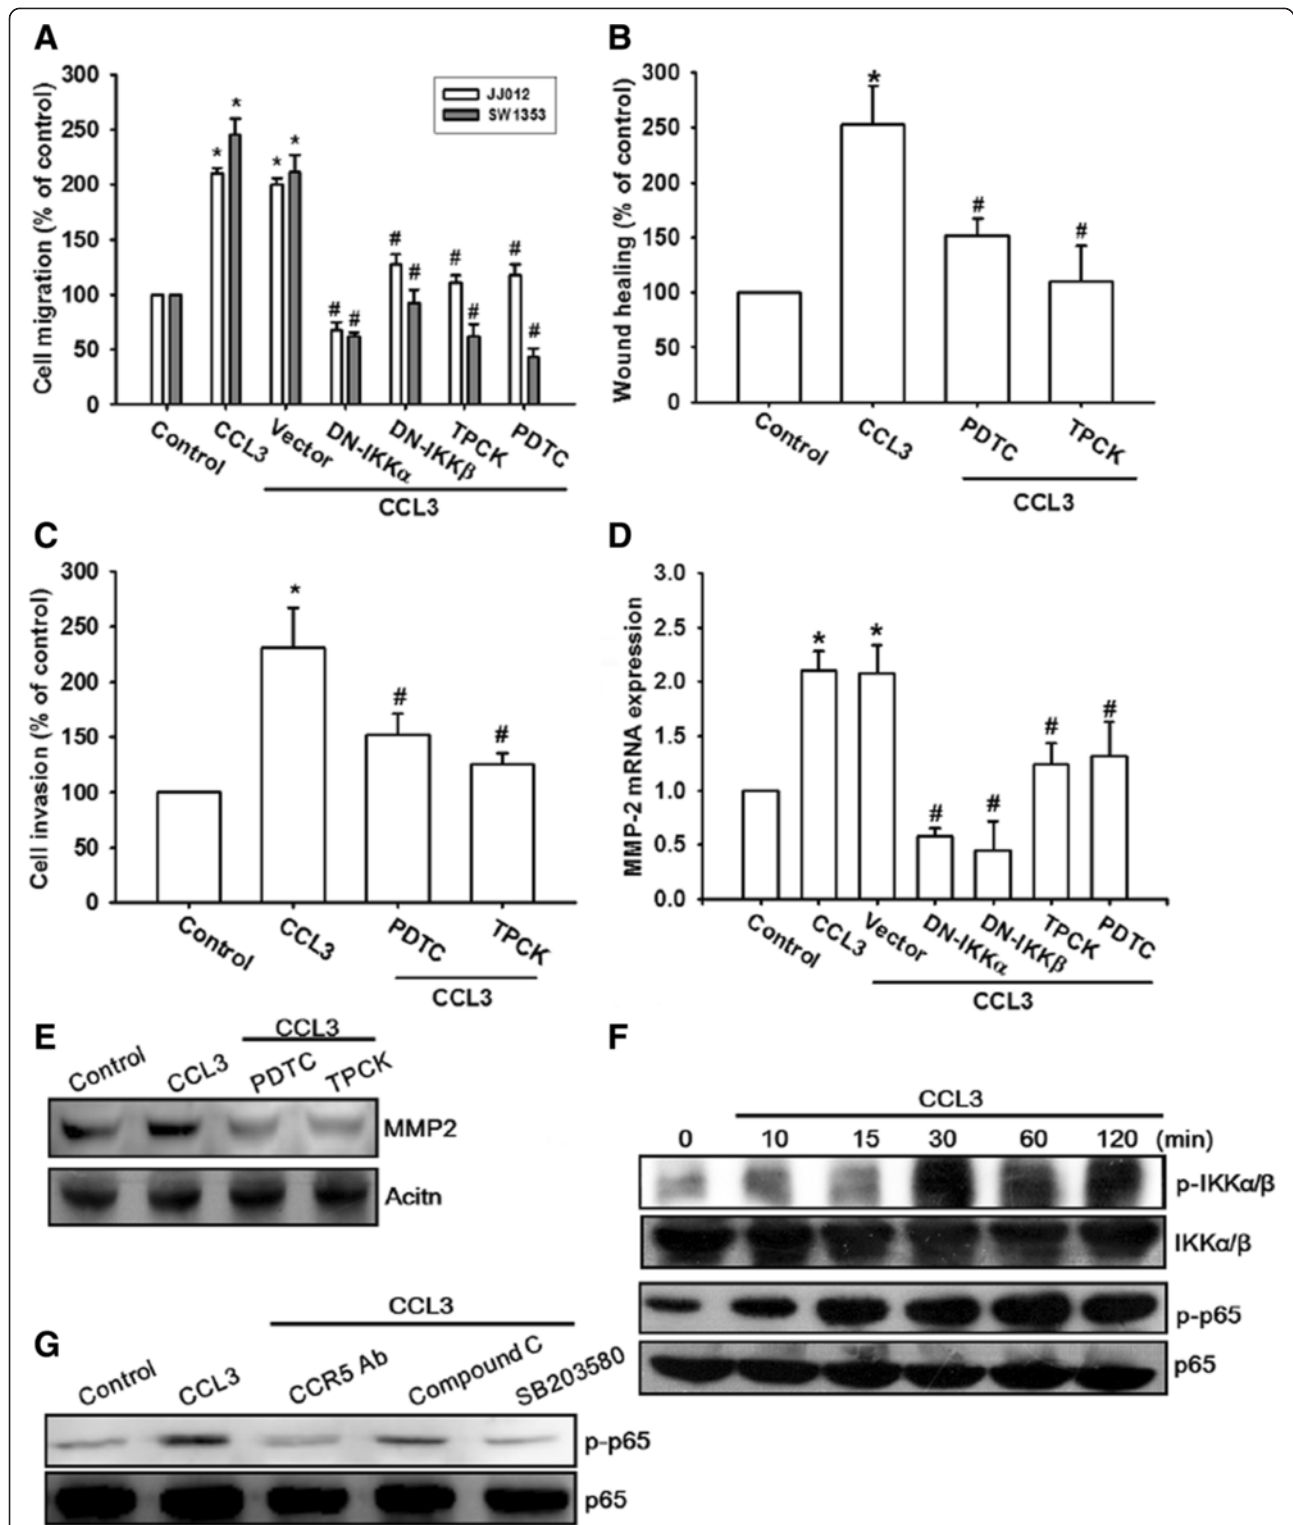 A
Cell migration (% of control)
300
250
200
150
100
50
0
JJ012
SW1353
* * * *
# # # # # # # #
Control CCL3 Vector DN-IKKα DN-IKKβ TPCK PDTC
CCL3
B
Wound healing (% of control)
300
250
200
150
100
50
0
*
# #
Control CCL3 PDTC TPCK
CCL3
C
Cell invasion (% of control)
300
250
200
150
100
50
0
*
# #
Control CCL3 PDTC TPCK
CCL3
D
MMP-2 mRNA expression
3.0
2.5
2.0
1.5
1.0
0.5
0.0
* *
# # # #
Control CCL3 Vector DN-IKKα DN-IKKβ TPCK PDTC
CCL3
E
CCL3
Control CCL3 PDTC TPCK
MMP2
Acitn
F
CCL3
0 10 15 30 60 120 (min)
p-IKKα/β
IKKα/β
p-p65
p65
G
CCL3
Control CCL3 CCR5 Ab Compound C SB203580
p-p65
p65